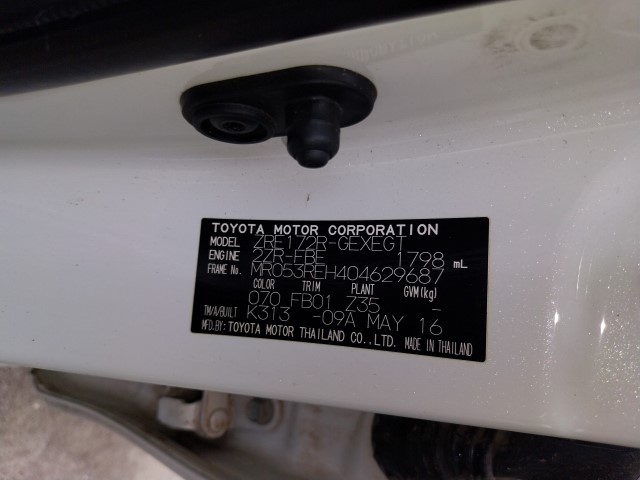 TOYOTA MOTOR CORPORATION
MODEL ZRE172R-GEXEGT
ENGINE 2ZR-FBE 1798 mL
FRAME No. MR053REH404629687
COLOR TRIM PLANT GVM(kg)
070 FB01 Z35 -
TM/A/BUILT K313 -09A MAY 16
MFD.BY: TOYOTA MOTOR THAILAND CO.,LTD. MADE IN THAILAND